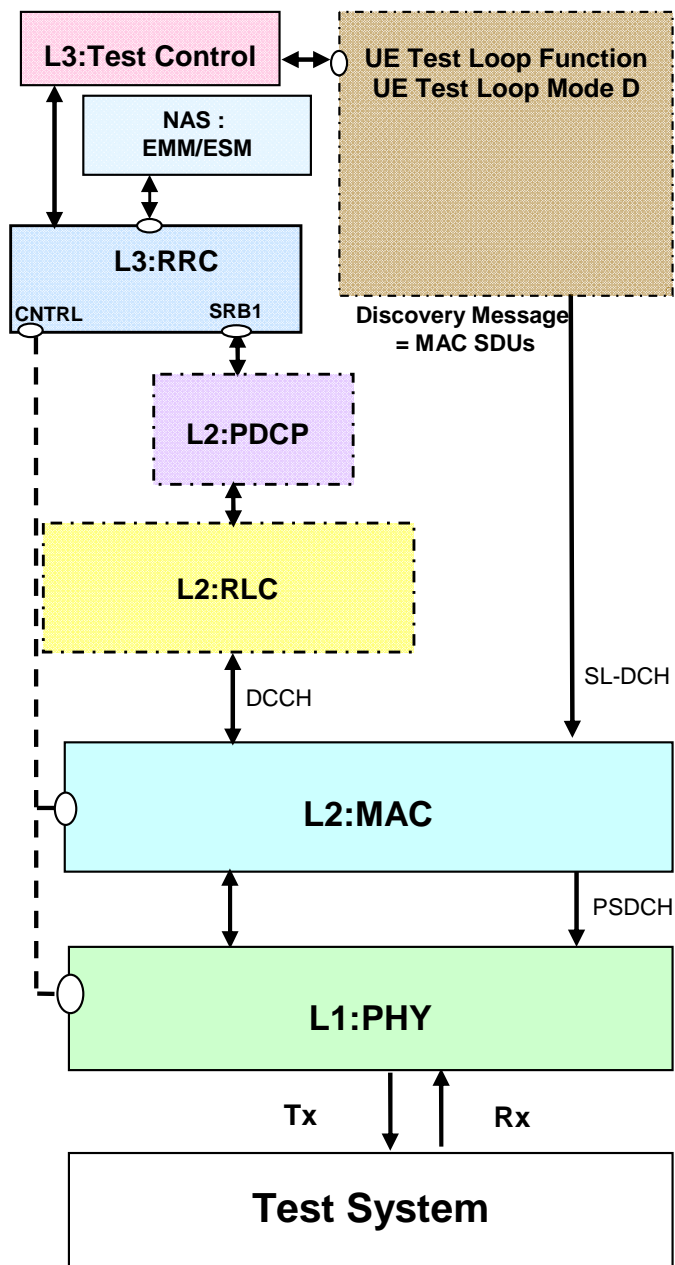 L3:Test Control
UE Test Loop Function
UE Test Loop Mode D
NAS :
EMM/ESM
L3:RRC
CNTRL
SRB1
Discovery Message
= MAC SDUs
L2:PDCP
L2:RLC
DCCH
SL-DCH
L2:MAC
PSDCH
L1:PHY
Tx
Rx
Test System